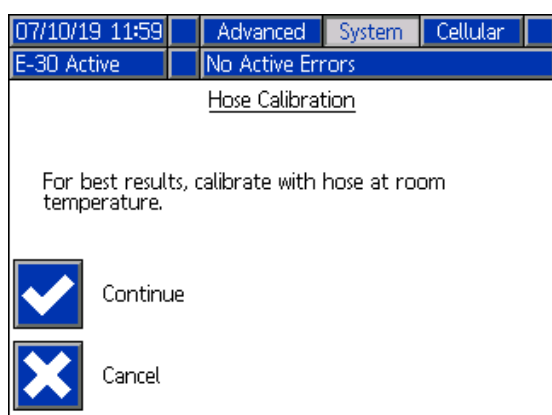 07/10/19 11:59 Advanced System Cellular
E-30 Active No Active Errors
Hose Calibration
For best results, calibrate with hose at room
temperature.
Continue
Cancel